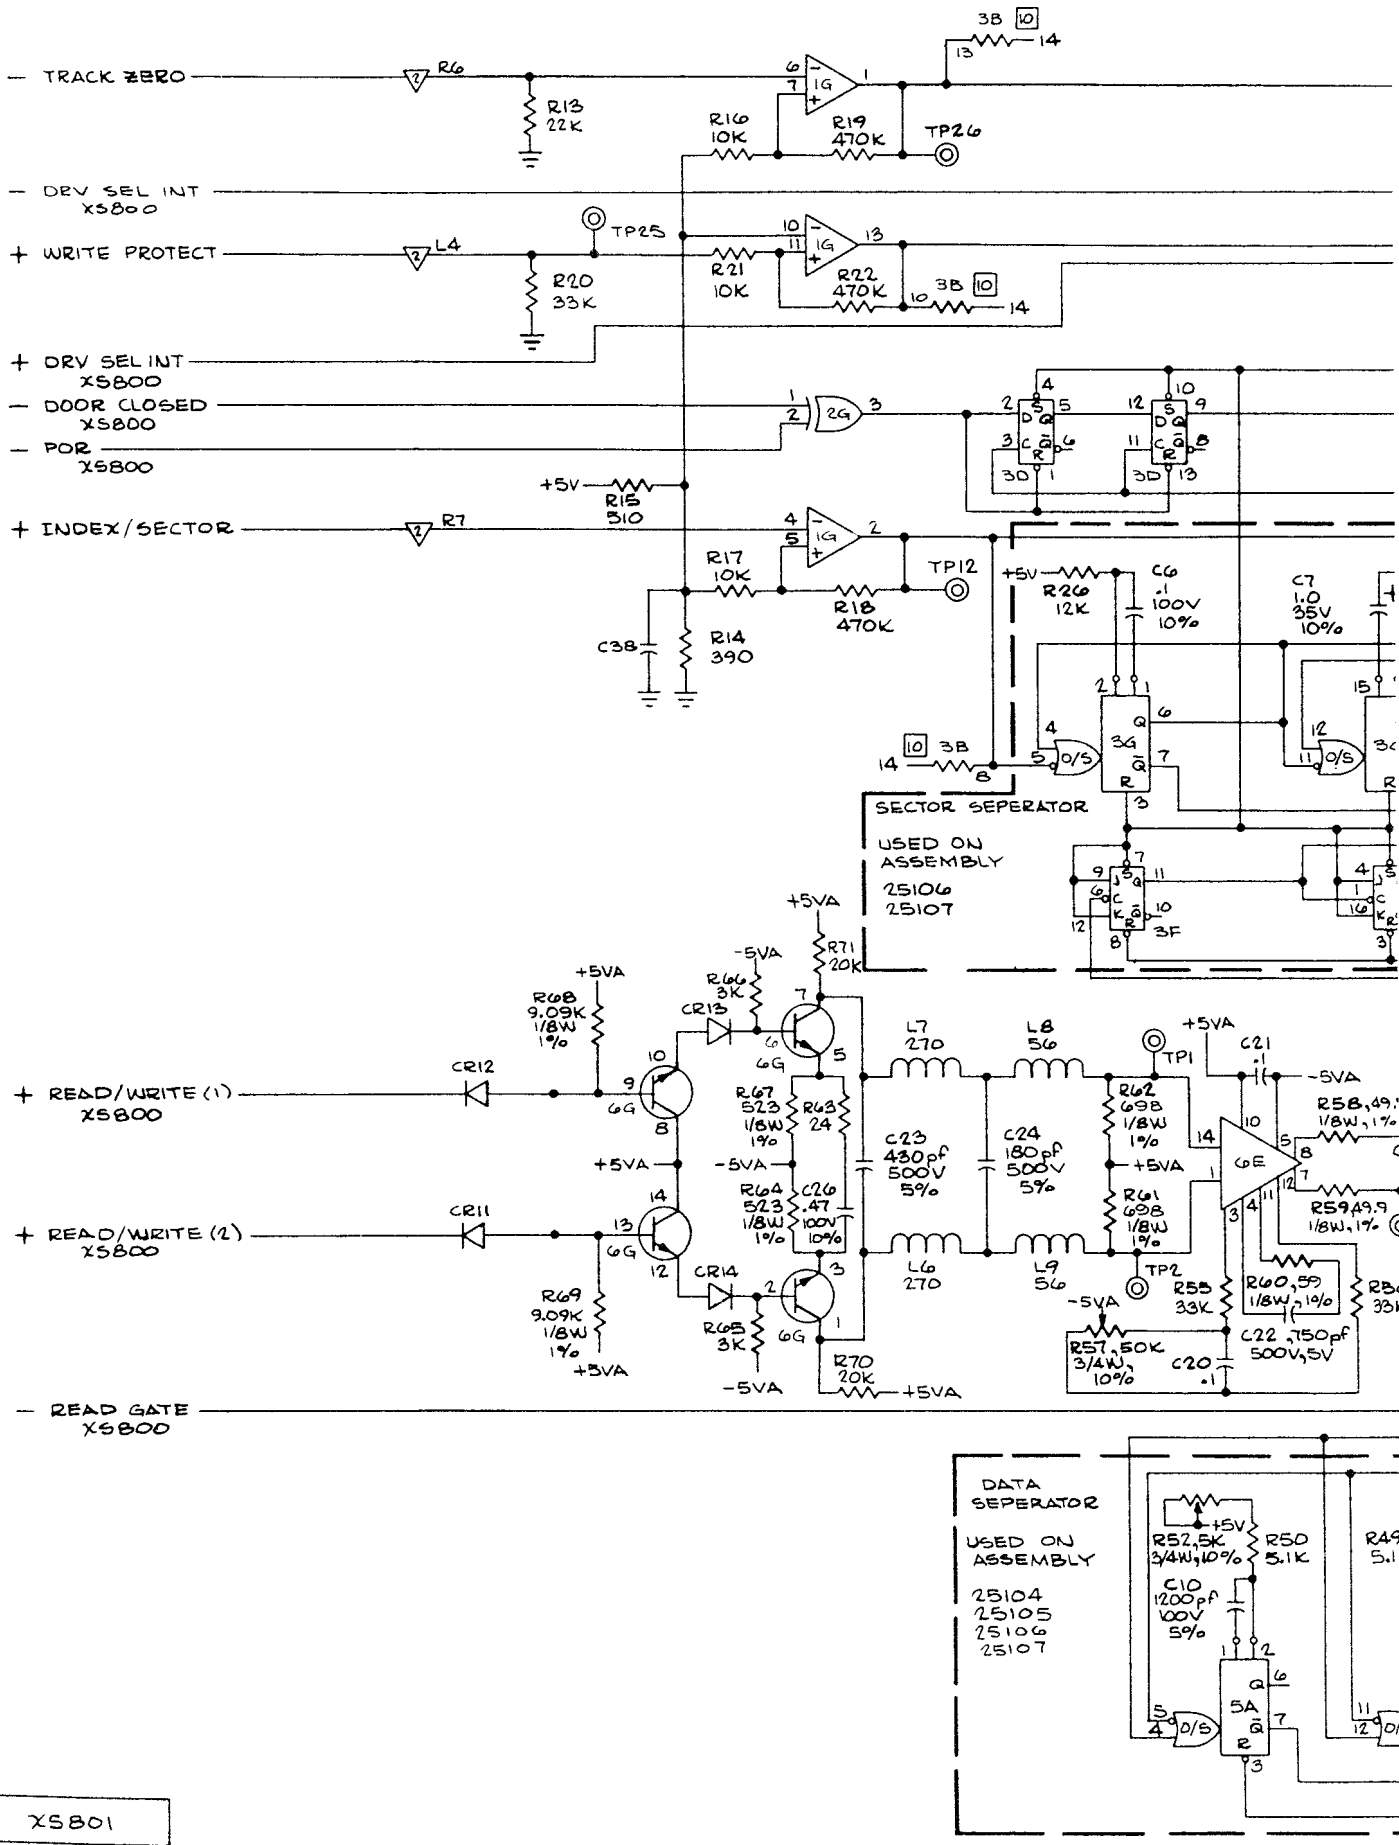 3B 10
13 14
- TRACK ZERO
2 R6
6 - 1
7 + 1G
R13
22K
R16
10K
R19
470K
TP26
- DRV SEL INT
XS800
TP25
+ WRITE PROTECT
2 L4
10 - 13
11 + 1G
R20
33K
R21
10K
R22
470K
10 3B 10
14
+ DRV SEL INT
XS800
- DOOR CLOSED
XS800
1
2 2G 3
- POR
XS800
4 10
2 D S Q 5 12 D S Q 9
3 C Q̅ 6 11 C Q̅ 8
R R
3D 1 3D 13
+5V
R15
510
+ INDEX/SECTOR
2 R7
4 - 2
5 + 1G
R17
10K
R18
470K
TP12
C38
R14
390
+5V
R26
12K
C6
.1
100V
10%
C7
1.0
35V
10%
2 1 15
4 Q 6 12
5 O/S 3G Q̅ 7 11 O/S
R 3 R
14 10 3B 8
SECTOR SEPERATOR
USED ON
ASSEMBLY
25106
25107
7
9 J S Q 11 4 J S
6 C 1 C
12 K R Q̅ 10 16 K R
8 3F 3
+5VA
R71
20K
-5VA
R66
3K
+5VA
R68
9.09K
1/8W
1%
CR13
7
6 5
6G
10
9
6G 8
CR12
+ READ/WRITE (1)
XS800
R67
523
1/8W
1%
R63
24
L7
270
L8
56
TP1
+5VA
C21
.1
-5VA
R62
698
1/8W
1%
R58, 49.
1/8W, 1%
10
14 5
1 6E 8
7
3 4 11 12
+5VA
-5VA
C23
430pf
500V
5%
C24
180pf
500V
5%
+5VA
R64
523
1/8W
1%
C26
.47
100V
10%
R61
698
1/8W
1%
R59, 49.9
1/8W, 1%
CR11
+ READ/WRITE (2)
XS800
14
13
6G 12
CR14
2 3
6G 1
L6
270
L9
56
TP2
R69
9.09K
1/8W
1%
+5VA
R65
3K
-5VA
R70
20K
+5VA
-5VA
R57, 50K
3/4W,
10%
R55
33K
C20
.1
R60, 59
1/8W, 1%
C22, 750pf
500V, 5V
- READ GATE
XS800
DATA
SEPERATOR
USED ON
ASSEMBLY
25104
25105
25106
25107
+5V
R52, 5K
3/4W, 10%
R50
5.1K
C10
1200pf
100V
5%
1 2
Q 6
5 5A 11
4 O/S Q̅ 7 12
R
3
XS801